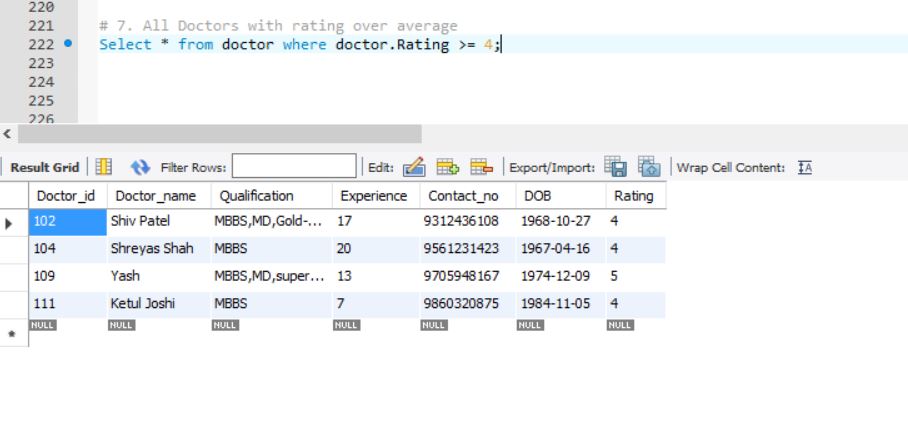 220
221 # 7. All Doctors with rating over average
222 Select * from doctor where doctor.Rating >= 4;
223
224
225
226
Result Grid Filter Rows: Edit: Export/Import: Wrap Cell Content: IA
Doctor_id Doctor_name Qualification Experience Contact_no DOB Rating
102 Shiv Patel MBBS,MD,Gold-... 17 9312436108 1968-10-27 4
104 Shreyas Shah MBBS 20 9561231423 1967-04-16 4
109 Yash MBBS,MD,super... 13 9705948167 1974-12-09 5
111 Ketul Joshi MBBS 7 9860320875 1984-11-05 4
NULL NULL NULL NULL NULL NULL NULL